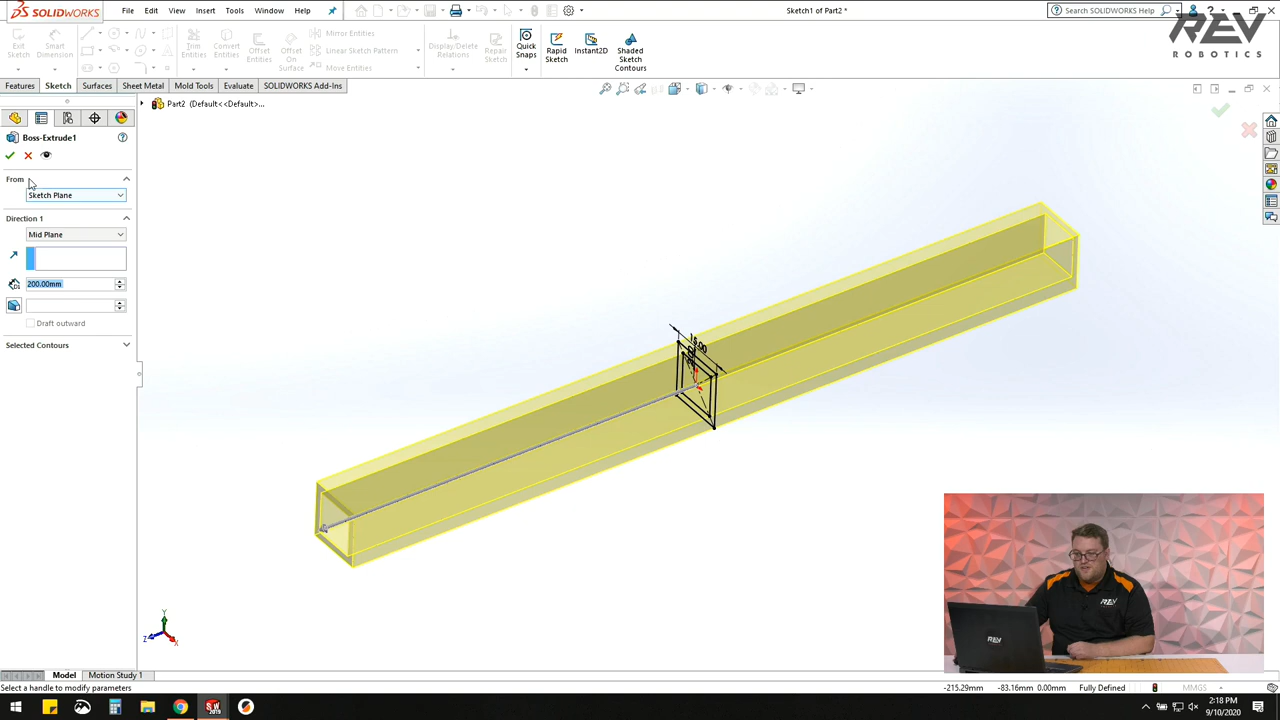 SOLIDWORKS
File Edit View Insert Tools Window Help
Sketch1 of Part2 *
Search SOLIDWORKS Help
REV
ROBOTICS
Exit Sketch
Smart Dimension
Trim Entities
Convert Entities
Offset Entities
Offset On Surface
Mirror Entities
Linear Sketch Pattern
Move Entities
Display/Delete Relations
Repair Sketch
Quick Snaps
Rapid Sketch
Instant2D
Shaded Sketch Contours
Features Sketch Surfaces Sheet Metal Mold Tools Evaluate SOLIDWORKS Add-Ins
Part2 (Default<<Default>...
Boss-Extrude1
From
Sketch Plane
Direction 1
Mid Plane
200.00mm
Draft outward
Selected Contours
15.00
Y
Z
X
REV
REV
Model Motion Study 1
Select a handle to modify parameters
-215.29mm -83.16mm 0.00mm Fully Defined MMGS
SW
2019
2:18 PM
9/10/2020